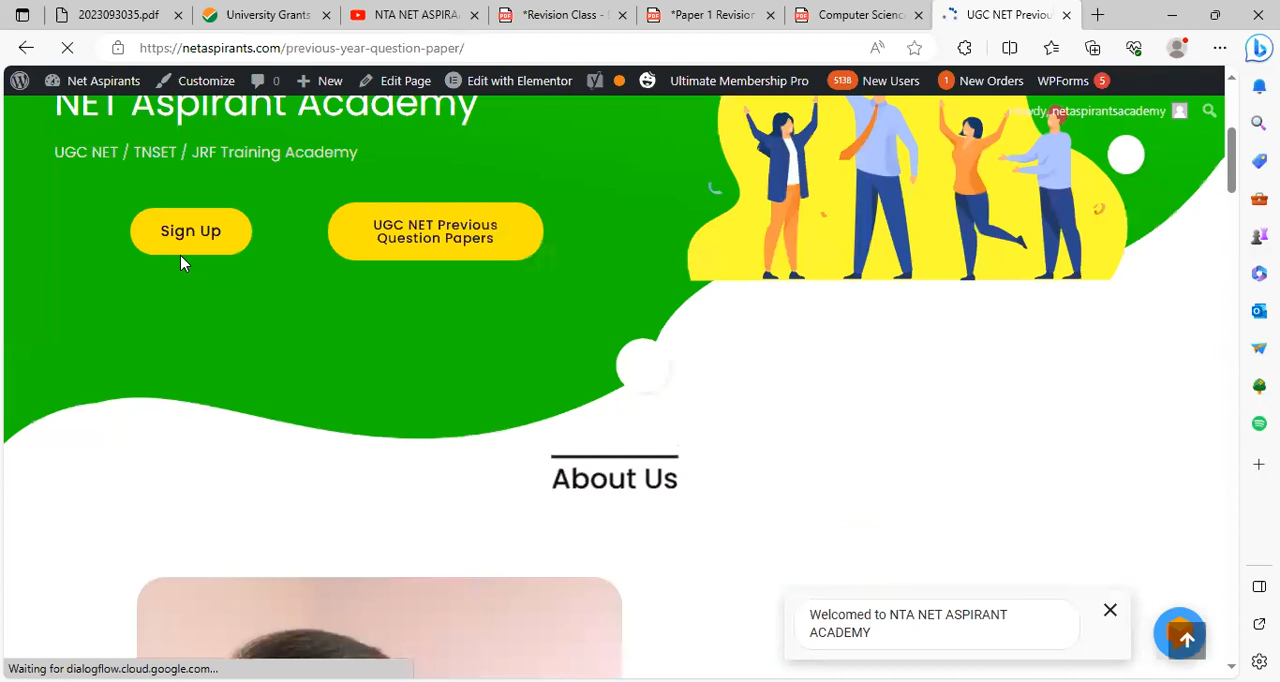 2023093035.pdf
University Grants
NTA NET ASPIRA
*Revision Class -
*Paper 1 Revision
Computer Scienc
UGC NET Previou
https://netaspirants.com/previous-year-question-paper/
Net Aspirants
Customize
0
New
Edit Page
Edit with Elementor
Ultimate Membership Pro
5138 New Users
1 New Orders
WPForms 5
NET Aspirant Academy
netaspirantsacademy
UGC NET / TNSET / JRF Training Academy
Sign Up
UGC NET Previous
Question Papers
About Us
Welcomed to NTA NET ASPIRANT
ACADEMY
Waiting for dialogflow.cloud.google.com...